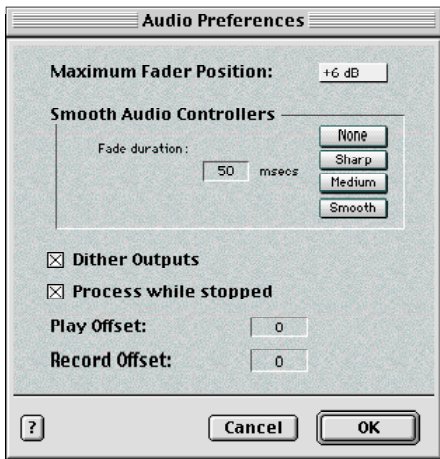 Audio Preferences
Maximum Fader Position: +6 dB
Smooth Audio Controllers
None
Fade duration:
Sharp
50 msecs
Medium
Smooth
Dither Outputs
Process while stopped
Play Offset: 0
Record Offset: 0
? Cancel OK